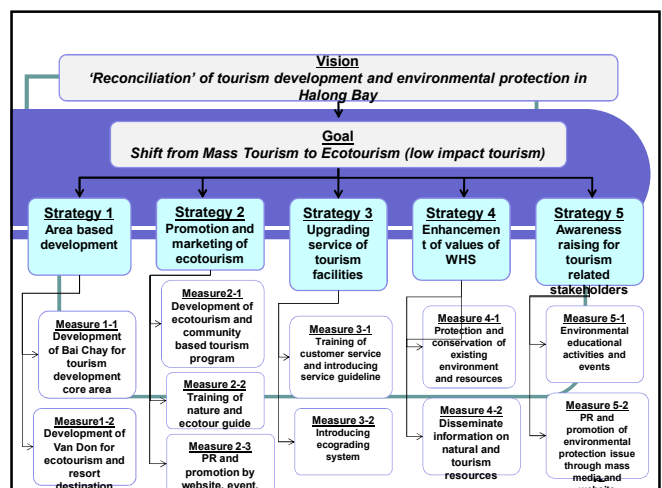 Vision
‘Reconciliation’ of tourism development and environmental protection in
Halong Bay
Goal
Shift from Mass Tourism to Ecotourism (low impact tourism)
Strategy 1
Area based
development
Strategy 2
Promotion and
marketing of
ecotourism
Strategy 3
Upgrading
service of
tourism
facilities
Strategy 4
Enhancemen
t of values of
WHS
Strategy 5
Awareness
raising for
tourism
related
stakeholders
Measure 1-1
Development
of Bai Chay for
tourism
development
core area
Measure1-2
Development of
Van Don for
ecotourism and
resort
destination
Measure2-1
Development of
ecotourism and
community
based tourism
program
Measure 2-2
Training of
nature and
ecotour guide
Measure 2-3
PR and
promotion by
website, event,
Measure 3-1
Training of
customer service
and introducing
service guideline
Measure 3-2
Introducing
ecograding
system
Measure 4-1
Protection and
conservation of
existing
environment
and resources
Measure 4-2
Disseminate
information on
natural and
tourism
resources
Measure 5-1
Environmental
educational
activities and
events
Measure 5-2
PR and
promotion of
environmental
protection issue
through mass
media and
website